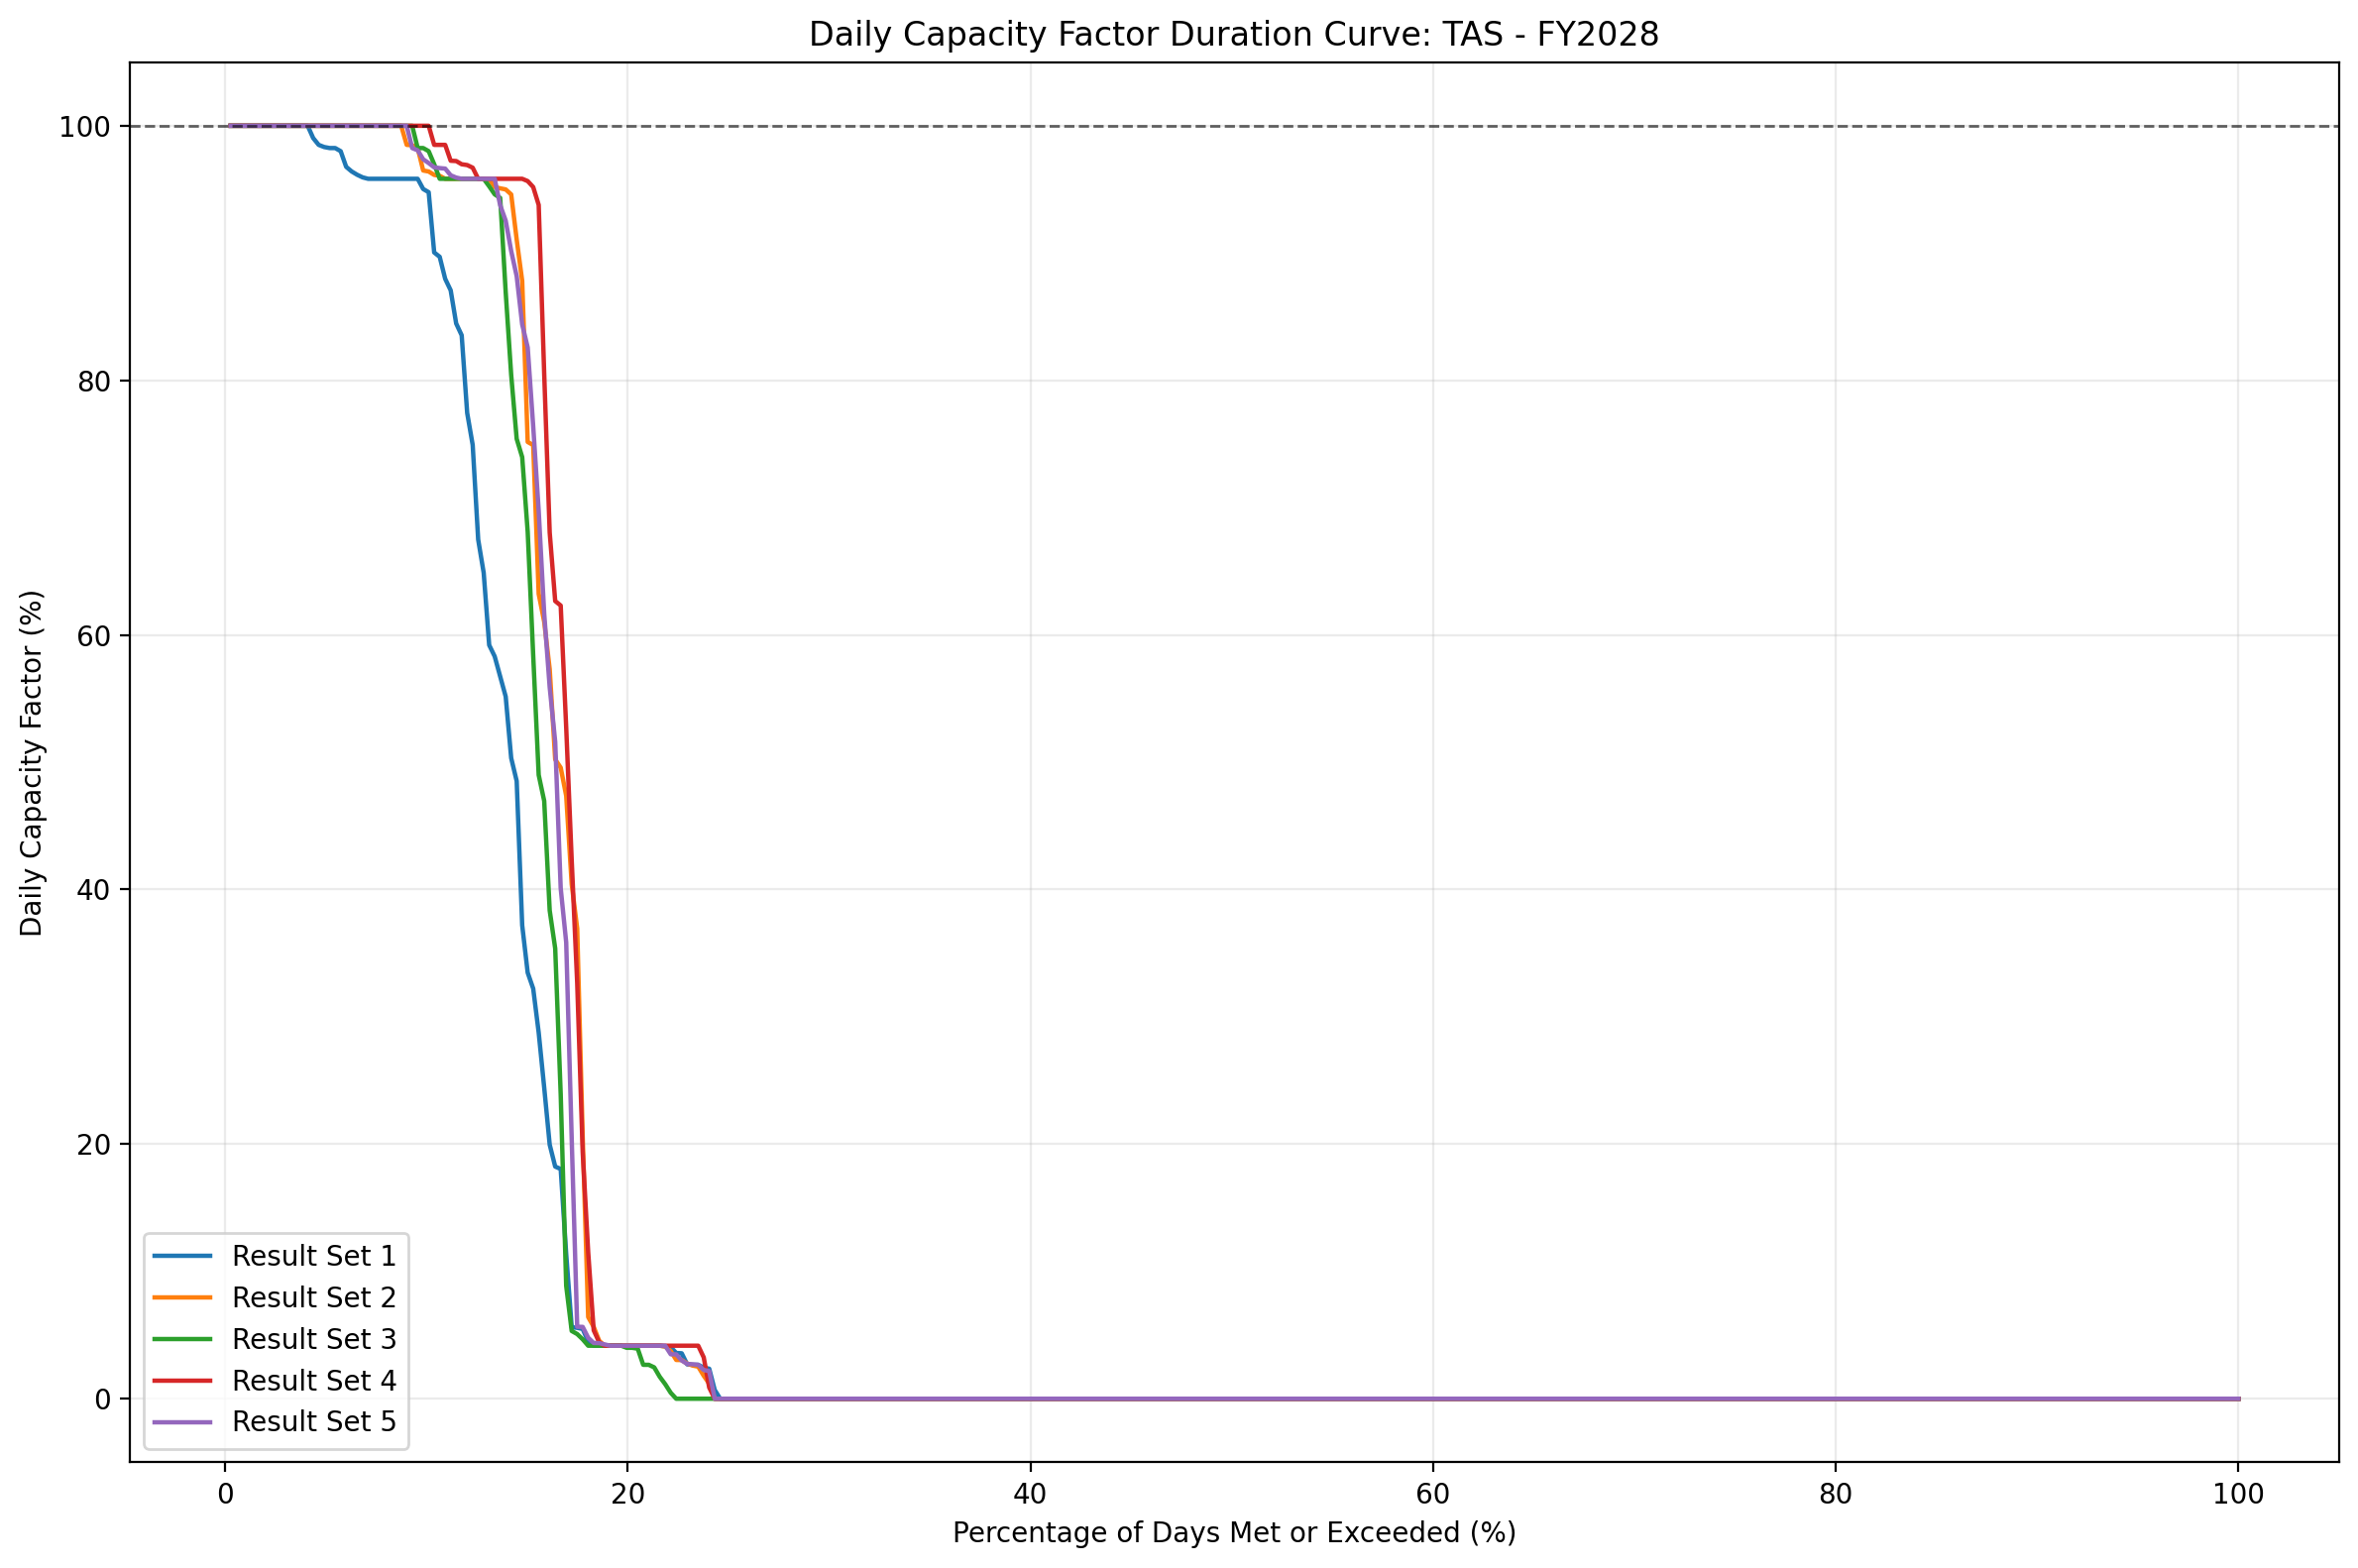 Daily Capacity Factor Duration Curve: TAS - FY2028
Daily Capacity Factor (%)
100
80
60
40
20
0
Result Set 1
Result Set 2
Result Set 3
Result Set 4
Result Set 5
0 20 40 60 80 100
Percentage of Days Met or Exceeded (%)